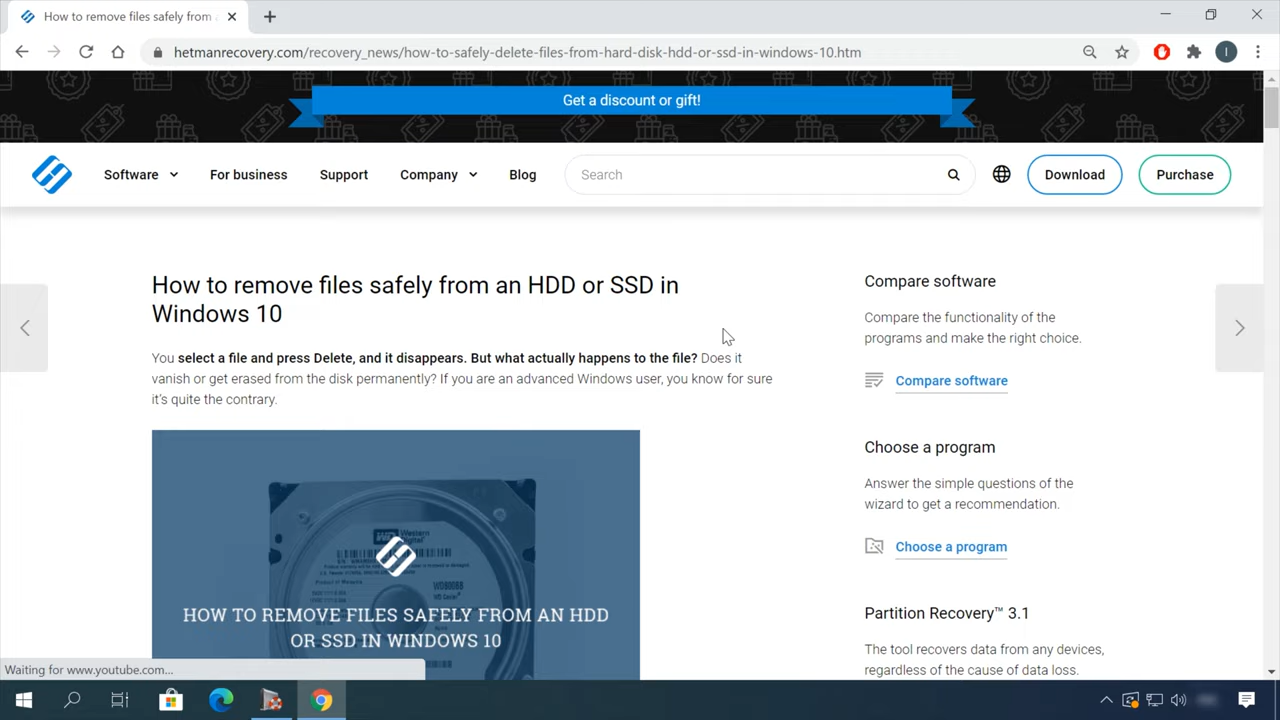 How to remove files safely from a
hetmanrecovery.com/recovery_news/how-to-safely-delete-files-from-hard-disk-hdd-or-ssd-in-windows-10.htm
I
Get a discount or gift!
Software
For business
Support
Company
Blog
Search
Download
Purchase
How to remove files safely from an HDD or SSD in
Windows 10
You select a file and press Delete, and it disappears. But what actually happens to the file? Does it
vanish or get erased from the disk permanently? If you are an advanced Windows user, you know for sure
it's quite the contrary.
Western
Digital
HOW TO REMOVE FILES SAFELY FROM AN HDD
OR SSD IN WINDOWS 10
Compare software
Compare the functionality of the
programs and make the right choice.
Compare software
Choose a program
Answer the simple questions of the
wizard to get a recommendation.
Choose a program
Partition Recovery™ 3.1
The tool recovers data from any devices,
regardless of the cause of data loss.
Waiting for www.youtube.com...